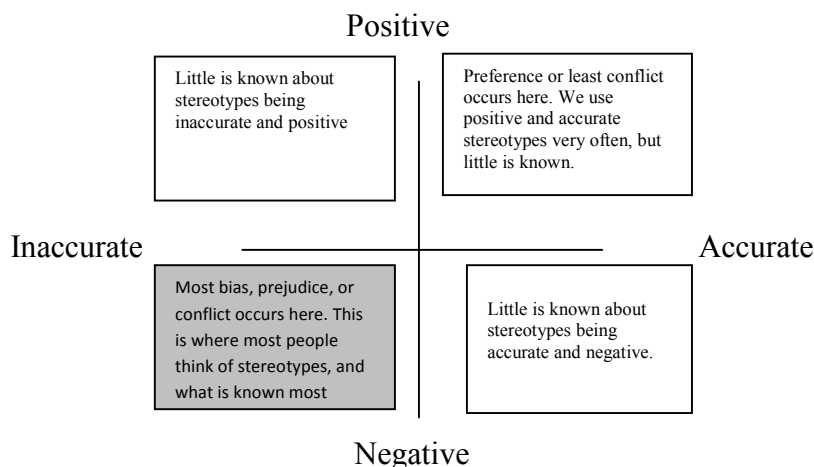 Positive
Little is known about
stereotypes being
inaccurate and positive
Preference or least conflict
occurs here. We use
positive and accurate
stereotypes very often, but
little is known.
Inaccurate
Accurate
Most bias, prejudice, or
conflict occurs here. This
is where most people
think of stereotypes, and
what is known most
Little is known about
stereotypes being
accurate and negative.
Negative